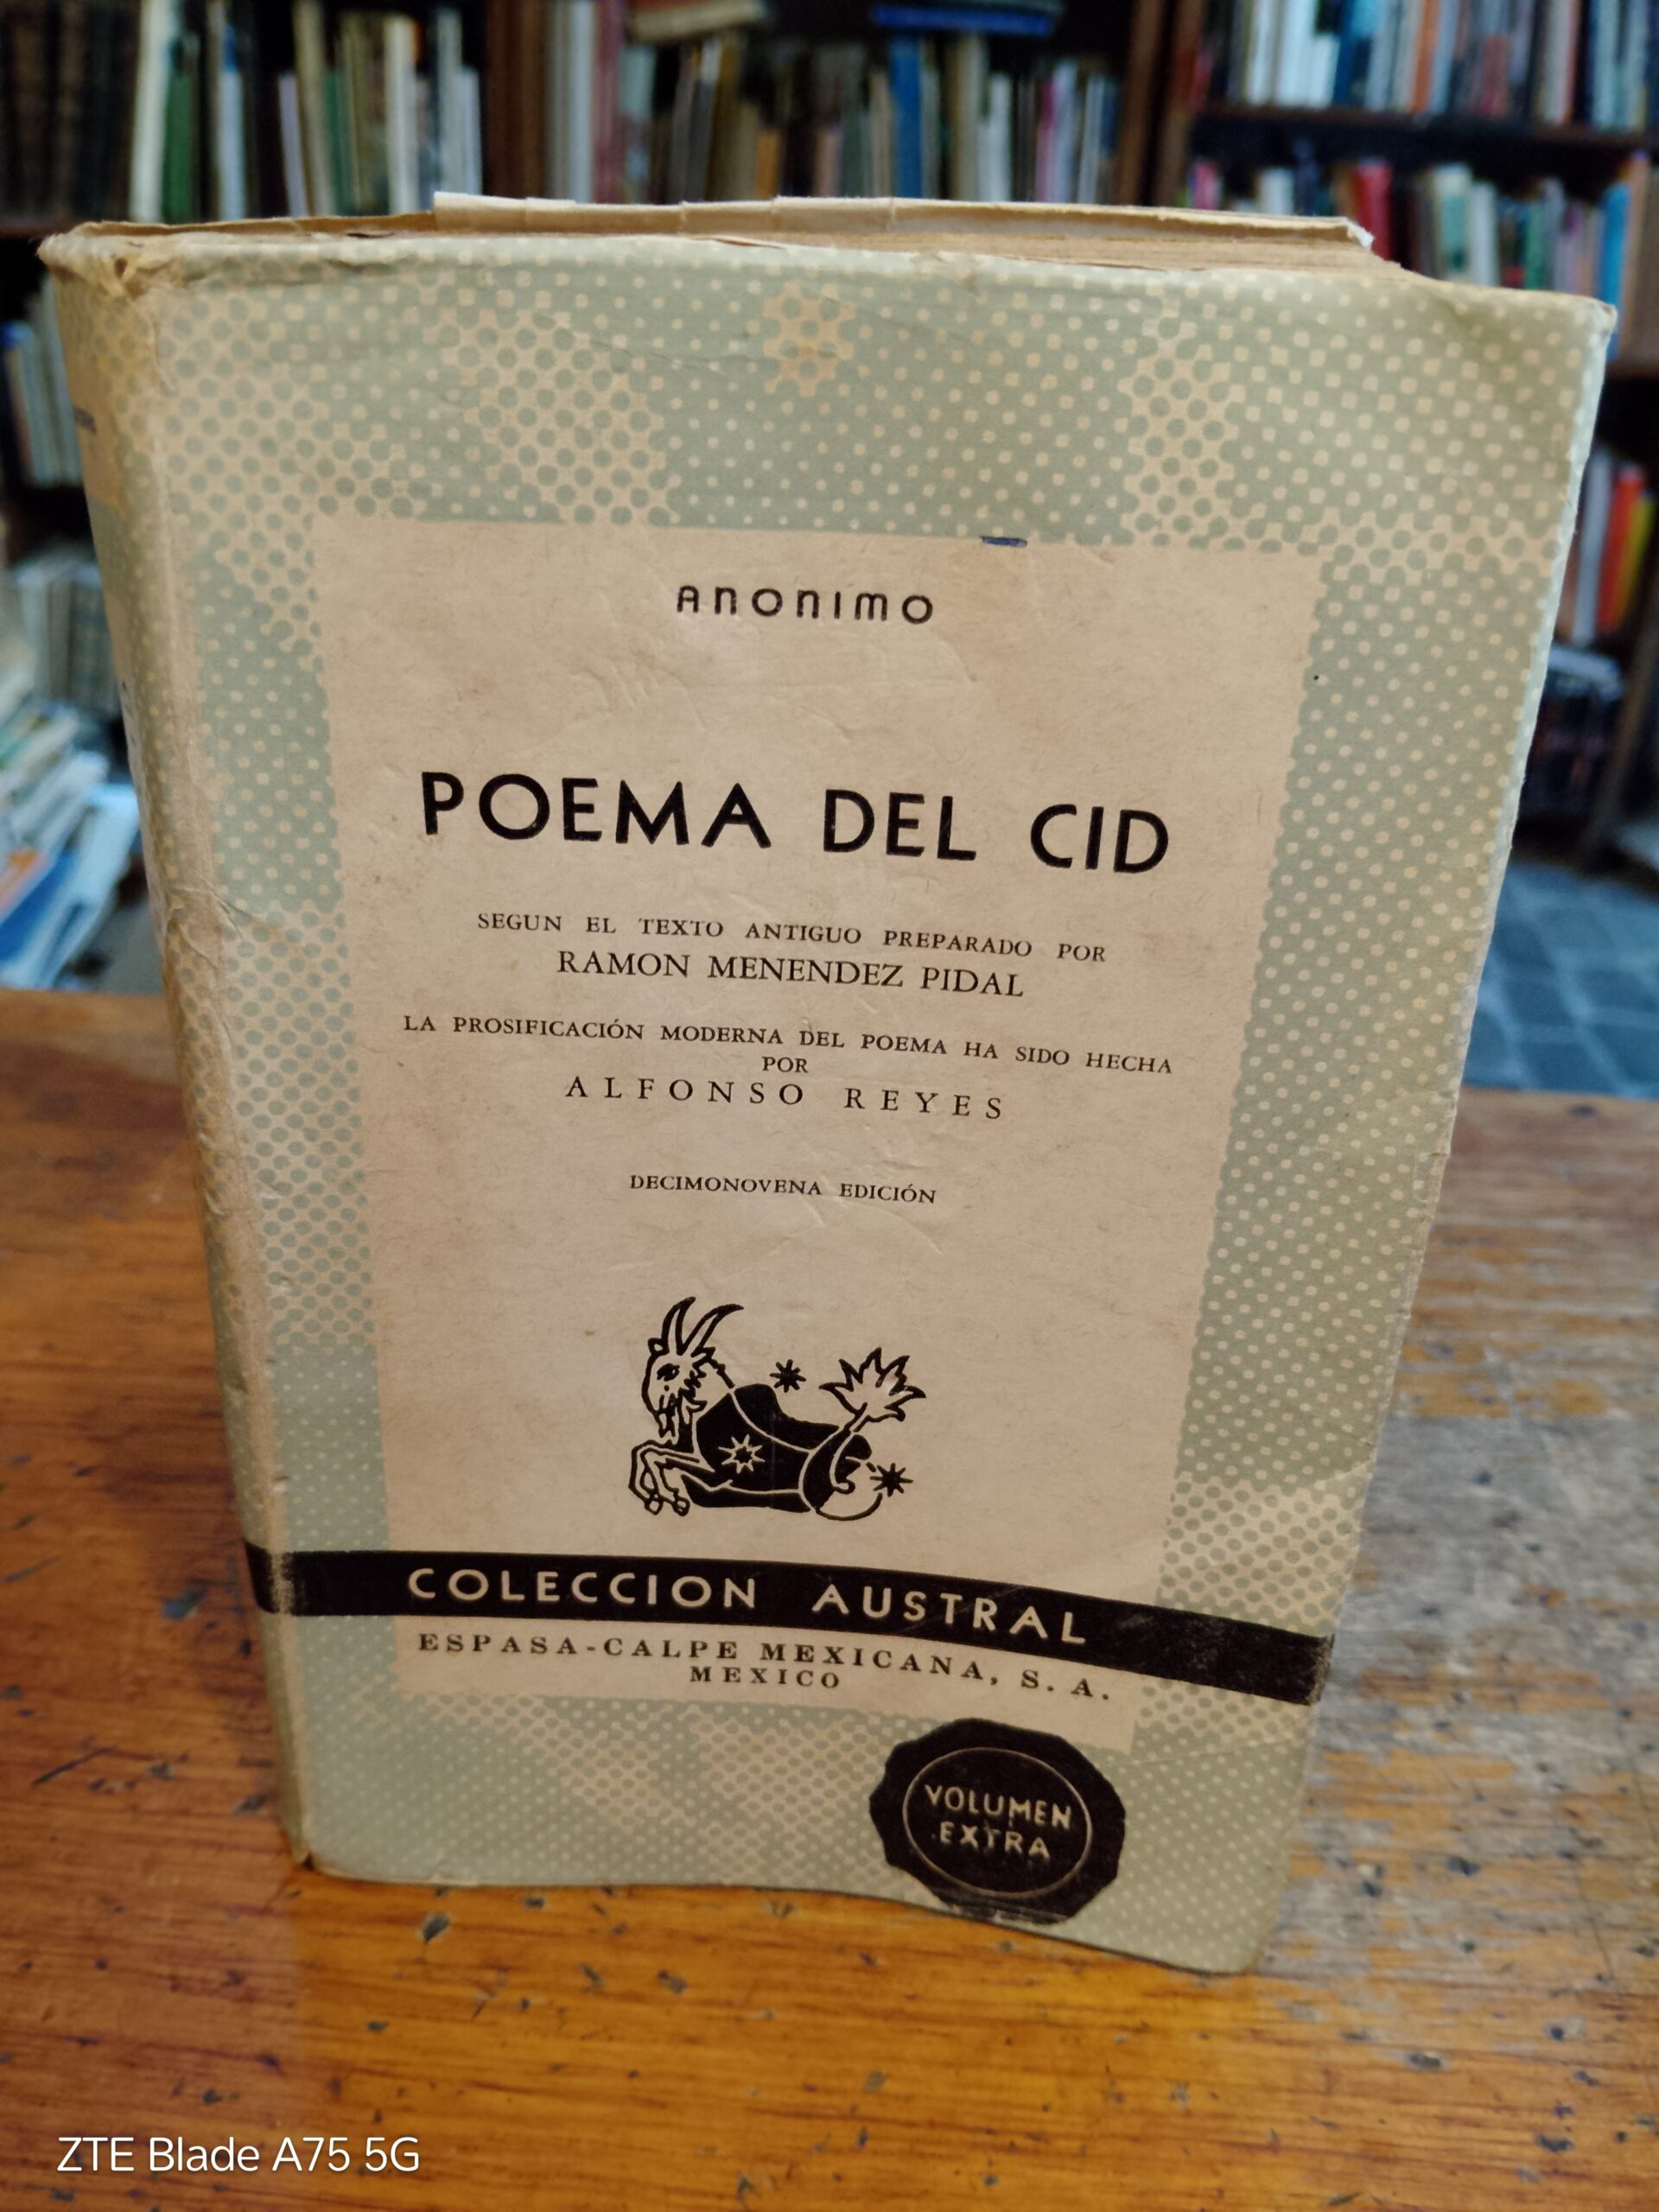 ANONIMO
POEMA DEL CID
SEGUN EL TEXTO ANTIGUO PREPARADO POR
RAMON MENENDEZ PIDAL
LA PROSIFICACIÓN MODERNA DEL POEMA HA SIDO HECHA
POR
ALFONSO REYES
DECIMONOVENA EDICIÓN
COLECCION AUSTRAL
ESPASA-CALPE MEXICANA, S. A.
MEXICO
VOLUMEN
EXTRA
ZTE Blade A75 5G